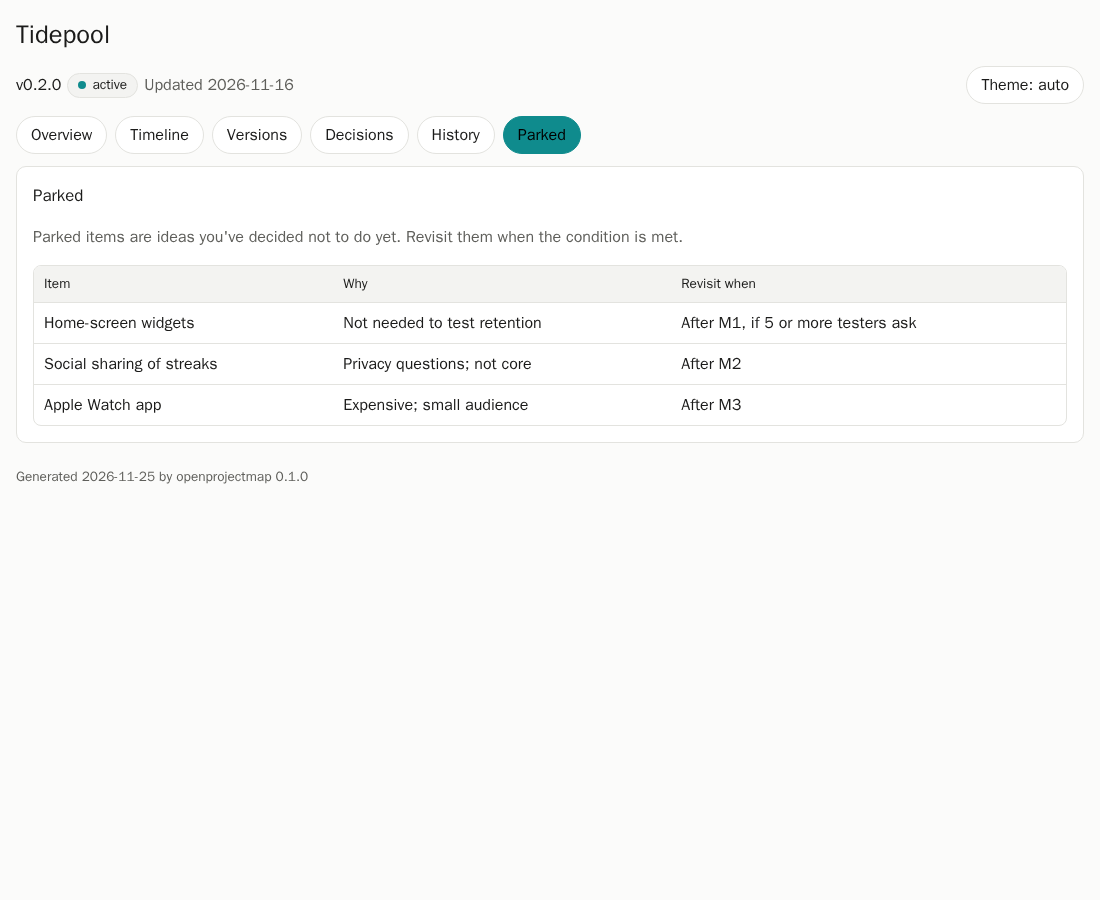 Tidepool
v0.2.0 active Updated 2026-11-16 Theme: auto
Overview Timeline Versions Decisions History Parked
Parked
Parked items are ideas you've decided not to do yet. Revisit them when the condition is met.
Item Why Revisit when
Home-screen widgets Not needed to test retention After M1, if 5 or more testers ask
Social sharing of streaks Privacy questions; not core After M2
Apple Watch app Expensive; small audience After M3
Generated 2026-11-25 by openprojectmap 0.1.0